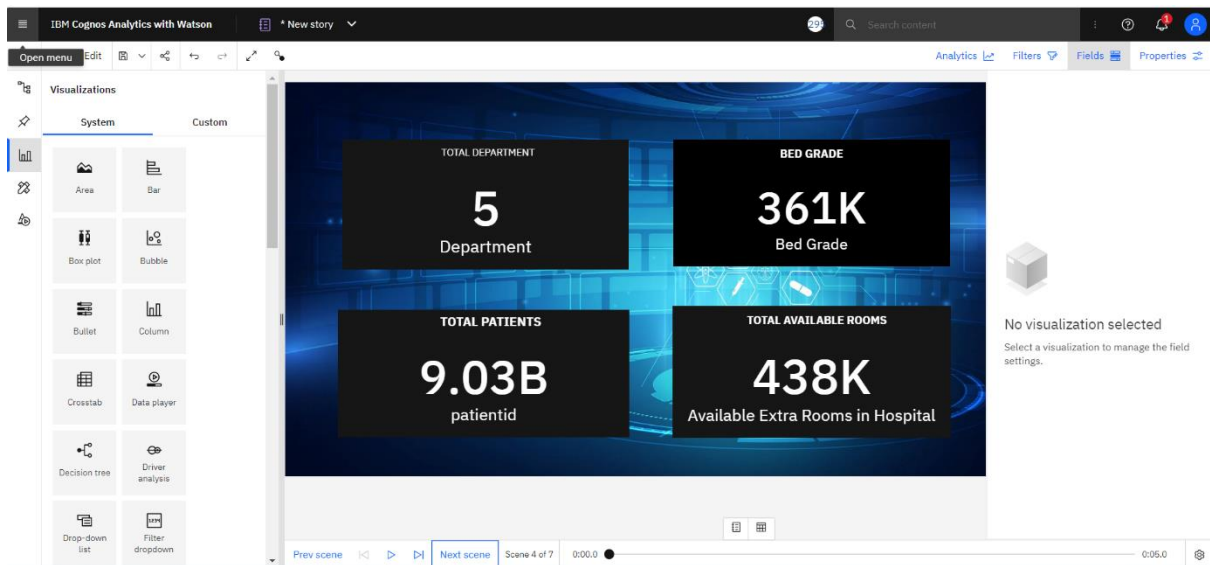 IBM Cognos Analytics with Watson
* New story
Search content
1
Open menu
Edit
Analytics
Filters
Fields
Properties
Visualizations
System
Custom
Area
Bar
Box plot
Bubble
Bullet
Column
Crosstab
Data player
Decision tree
Driver
analysis
Drop-down
list
Filter
dropdown
TOTAL DEPARTMENT
5
Department
BED GRADE
361K
Bed Grade
TOTAL PATIENTS
9.03B
patientid
TOTAL AVAILABLE ROOMS
438K
Available Extra Rooms in Hospital
No visualization selected
Select a visualization to manage the field
settings.
Prev scene
Next scene
Scene 4 of 7
0:00.0
0:05.0